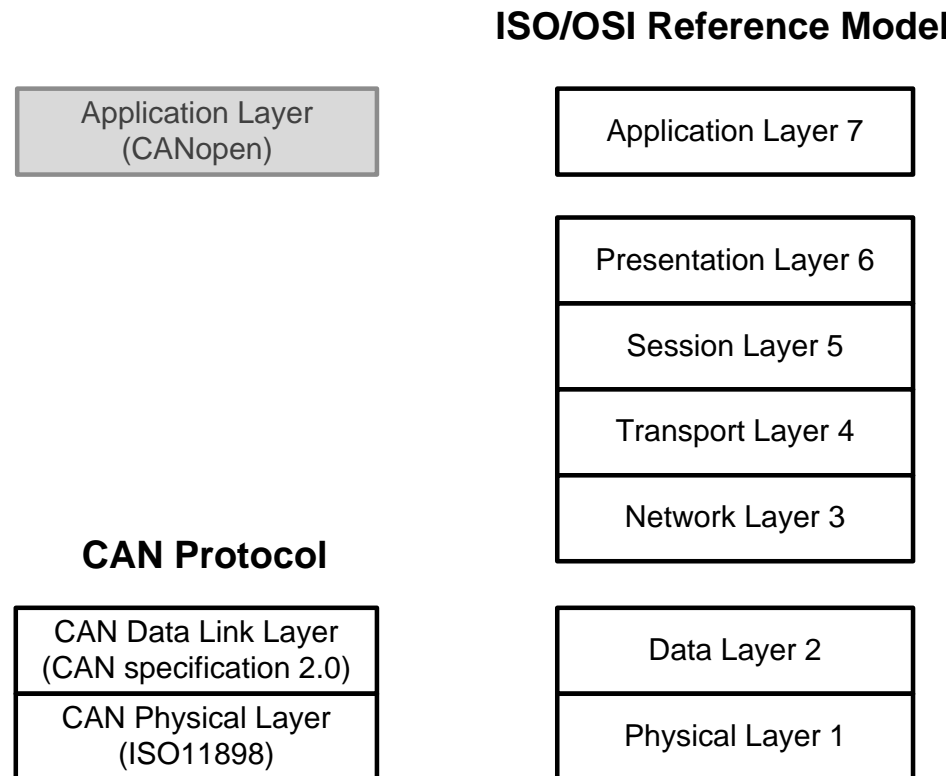 ISO/OSI Reference Model
Application Layer
(CANopen)
Application Layer 7
Presentation Layer 6
Session Layer 5
Transport Layer 4
Network Layer 3
CAN Protocol
CAN Data Link Layer
(CAN specification 2.0)
Data Layer 2
CAN Physical Layer
(ISO11898)
Physical Layer 1